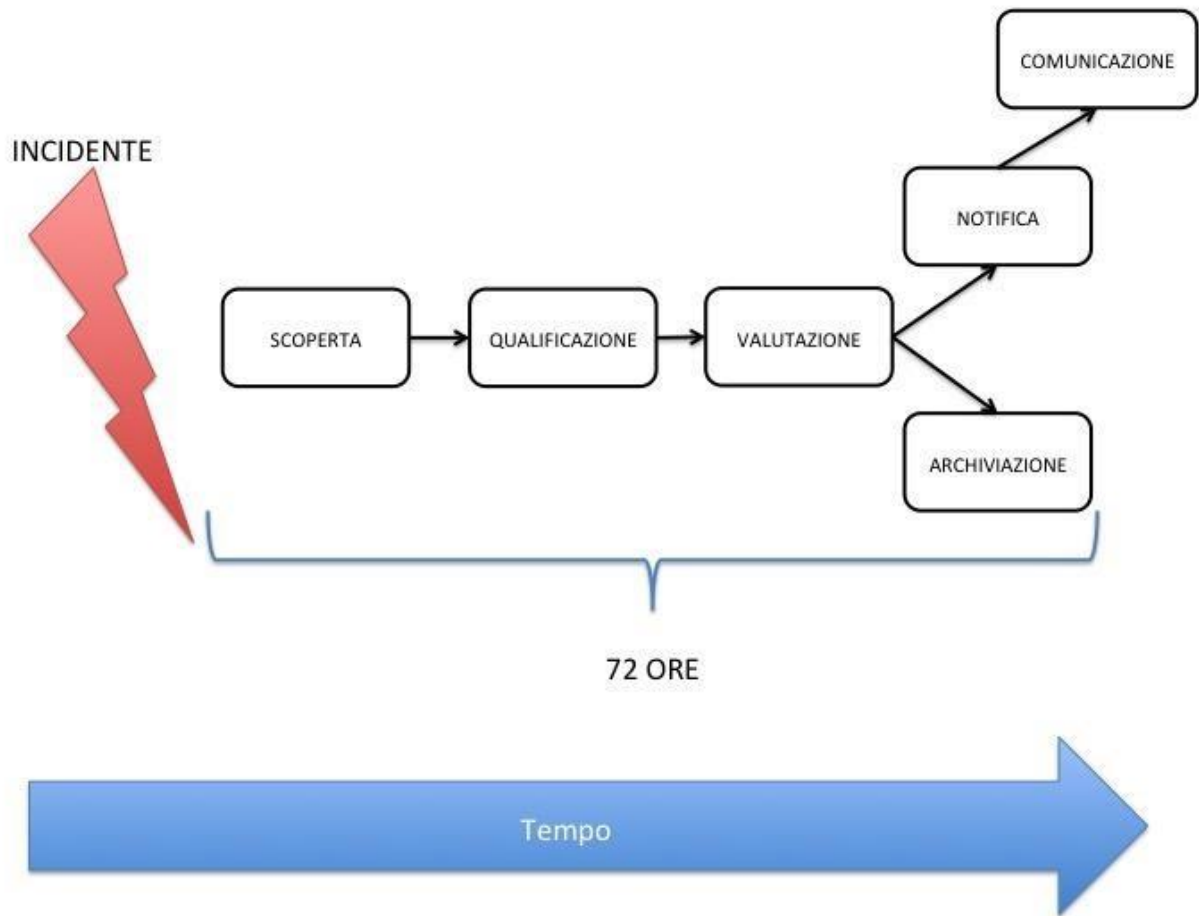 COMUNICAZIONE
INCIDENTE
NOTIFICA
SCOPERTA
QUALIFICAZIONE
VALUTAZIONE
ARCHIVIAZIONE
72 ORE
Tempo